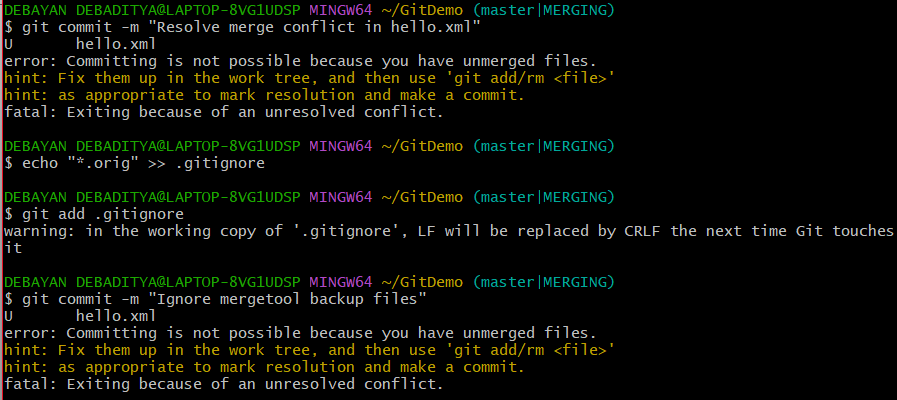 DEBAYAN DEBADITYA@LAPTOP-8VG1UDSP MINGW64 ~/GitDemo (master|MERGING)
$ git commit -m "Resolve merge conflict in hello.xml"
U       hello.xml
error: Committing is not possible because you have unmerged files.
hint: Fix them up in the work tree, and then use 'git add/rm <file>'
hint: as appropriate to mark resolution and make a commit.
fatal: Exiting because of an unresolved conflict.
DEBAYAN DEBADITYA@LAPTOP-8VG1UDSP MINGW64 ~/GitDemo (master|MERGING)
$ echo "*.orig" >> .gitignore
DEBAYAN DEBADITYA@LAPTOP-8VG1UDSP MINGW64 ~/GitDemo (master|MERGING)
$ git add .gitignore
warning: in the working copy of '.gitignore', LF will be replaced by CRLF the next time Git touches
it
DEBAYAN DEBADITYA@LAPTOP-8VG1UDSP MINGW64 ~/GitDemo (master|MERGING)
$ git commit -m "Ignore mergetool backup files"
U       hello.xml
error: Committing is not possible because you have unmerged files.
hint: Fix them up in the work tree, and then use 'git add/rm <file>'
hint: as appropriate to mark resolution and make a commit.
fatal: Exiting because of an unresolved conflict.